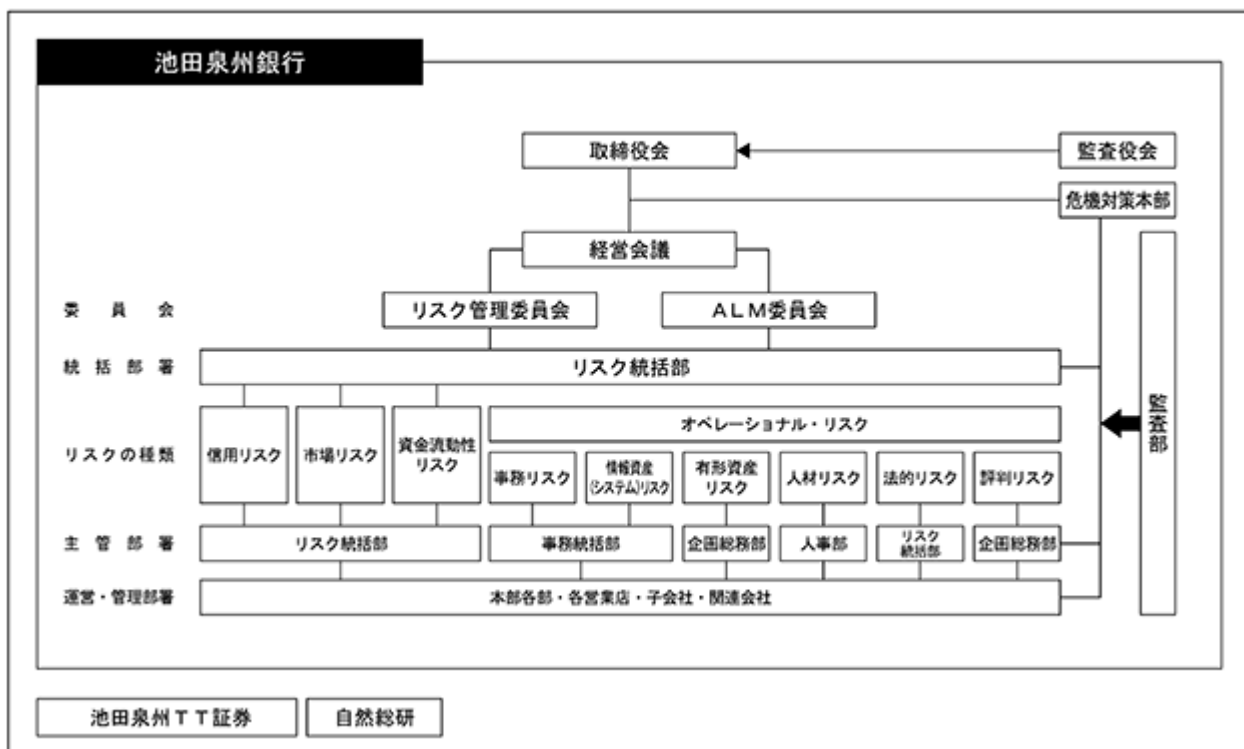 池田泉州銀行
取締役会
監査役会
危機対策本部
経営会議
委員会
リスク管理委員会
ALM委員会
統括部署
リスク統括部
監査部
リスクの種類
信用リスク
市場リスク
資金流動性
リスク
オペレーショナル・リスク
事務リスク
情報資産
(システム)リスク
有形資産
リスク
人材リスク
法的リスク
評判リスク
主管部署
リスク統括部
事務統括部
企画総務部
人事部
リスク
統括部
企画総務部
運営・管理部署
本部各部・各営業店・子会社・関連会社
池田泉州TT証券
自然総研